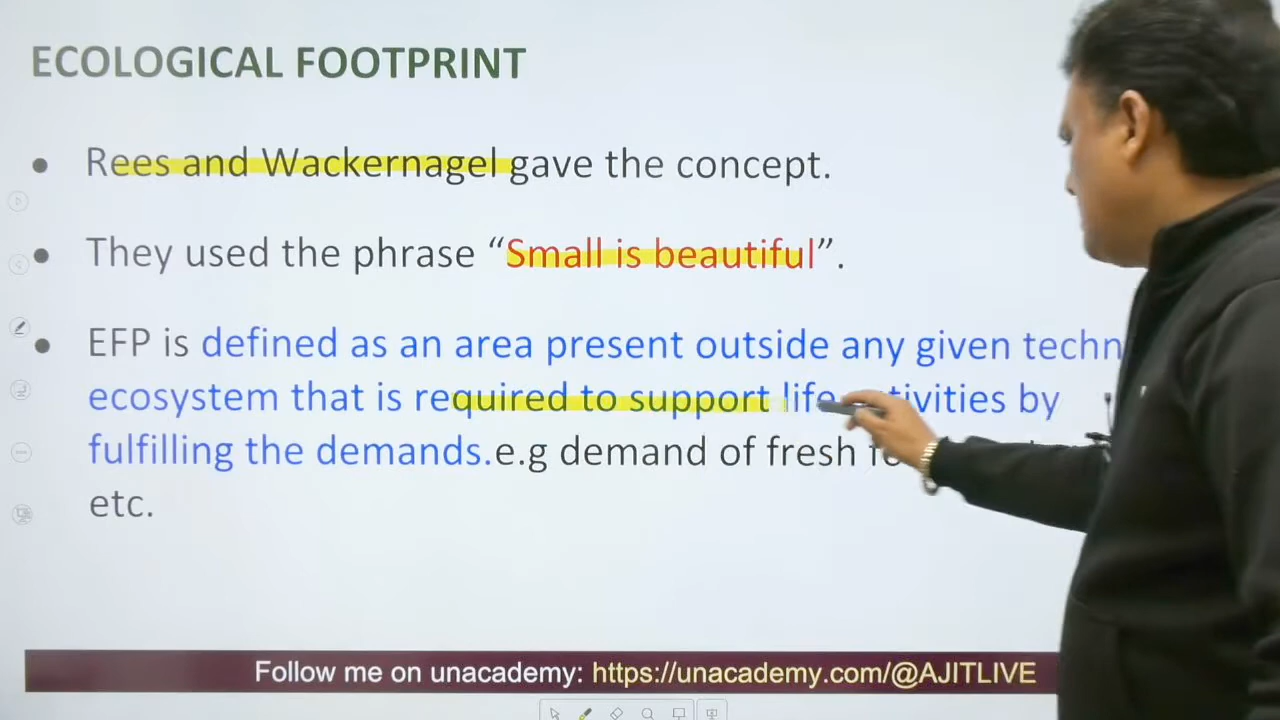 ECOLOGICAL FOOTPRINT
• Rees and Wackernagel gave the concept.
• They used the phrase “Small is beautiful”.
• EFP is defined as an area present outside any given
ecosystem that is required to support life activities by
fulfilling the demands.e.g demand of fresh
etc.
Follow me on unacademy: https://unacademy.com/@AJITLIVE